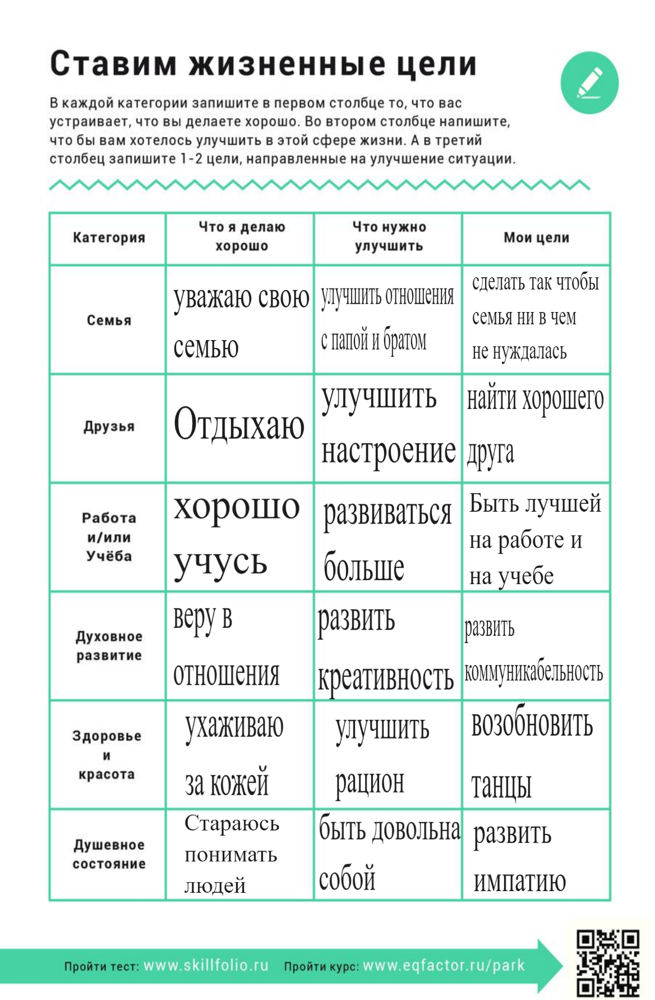 Ставим жизненные цели
В каждой категории запишите в первом столбце то, что вас
устраивает, что вы делаете хорошо. Во втором столбце напишите,
что бы вам хотелось улучшить в этой сфере жизни. А в третий
столбец запишите 1-2 цели, направленные на улучшение ситуации.
Категория
Что я делаю
хорошо
Что нужно
улучшить
Мои цели
Семья
уважаю свою
семью
улучшить отношения
с папой и братом
сделать так чтобы
семья ни в чем
не нуждалась
Друзья
Отдыхаю
улучшить
настроение
найти хорошего
друга
Работа
и/или
Учёба
хорошо
учусь
развиваться
больше
Быть лучшей
на работе и
на учебе
Духовное
развитие
веру в
отношения
развить
креативность
развить
коммуникабельность
Здоровье
и
красота
ухаживаю
за кожей
улучшить
рацион
возобновить
танцы
Душевное
состояние
Стараюсь
понимать
людей
быть довольна
собой
развить
импатию
Пройти тест: www.skillfolio.ru Пройти курс: www.eqfactor.ru/park